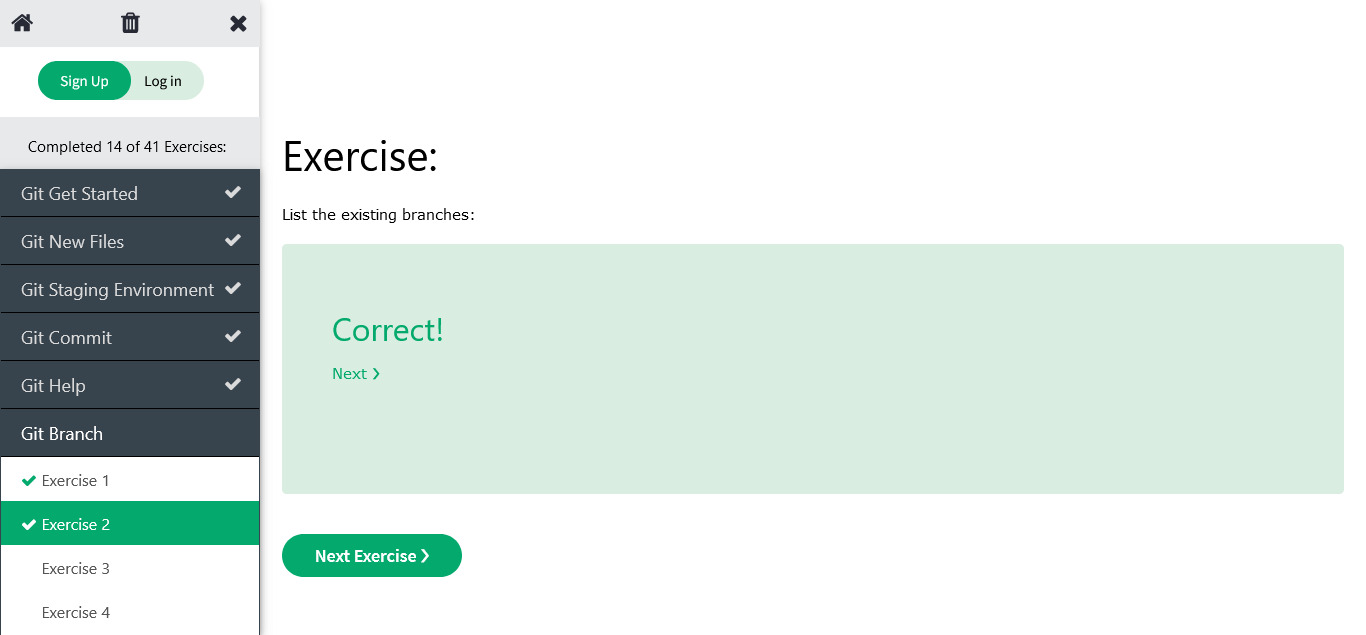 Sign Up
Log in
Completed 14 of 41 Exercises:
Git Get Started
Git New Files
Git Staging Environment
Git Commit
Git Help
Git Branch
Exercise 1
Exercise 2
Exercise 3
Exercise 4
Exercise:
List the existing branches:
Correct!
Next ❯
Next Exercise ❯